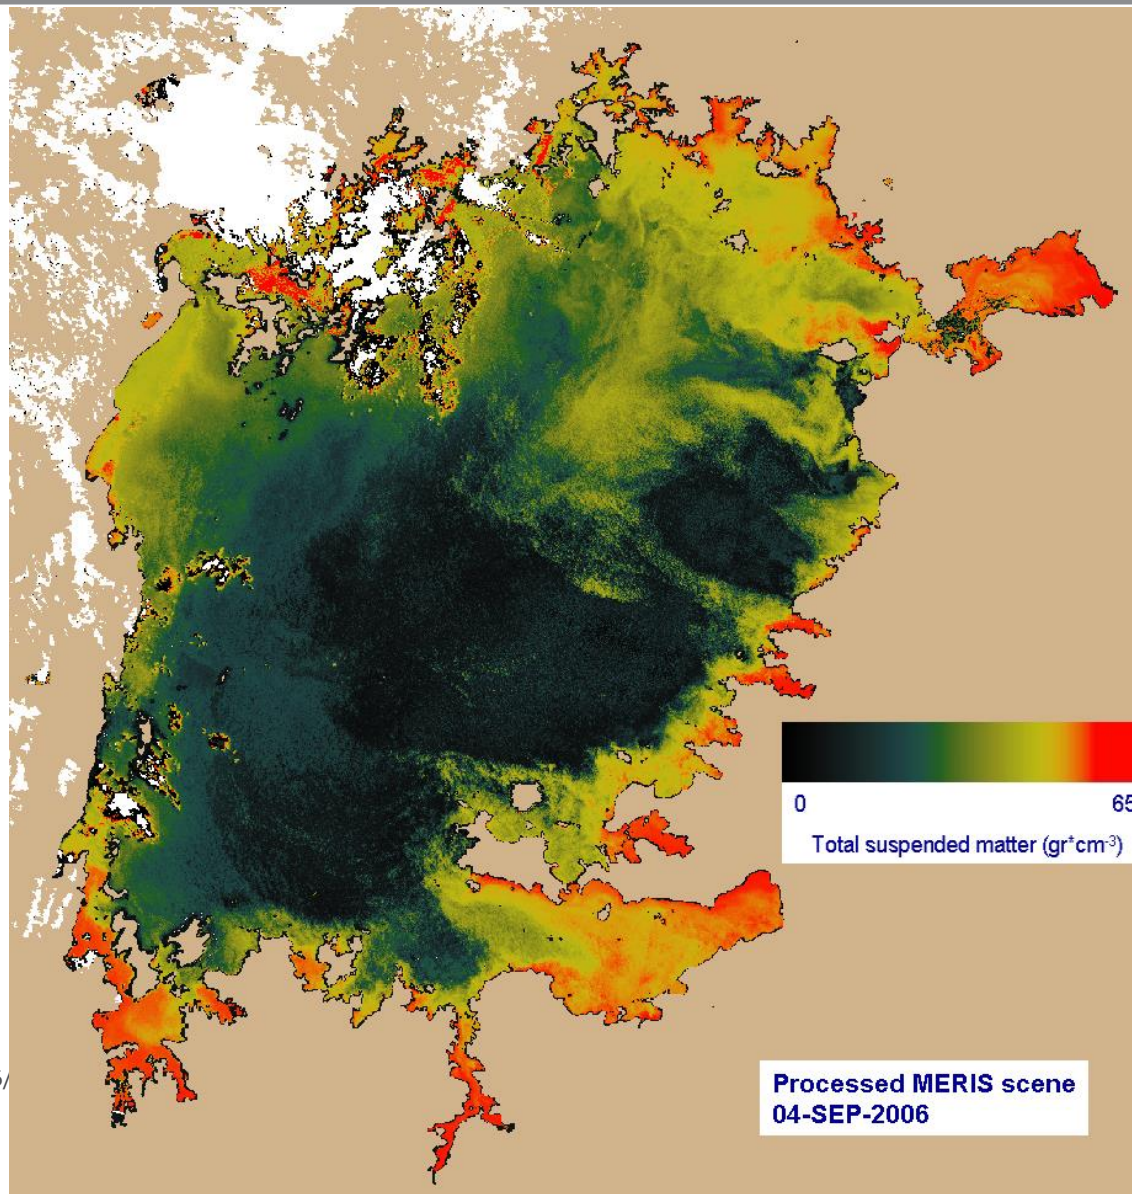 0 65
Total suspended matter (gr*cm⁻³)
Processed MERIS scene
04-SEP-2006